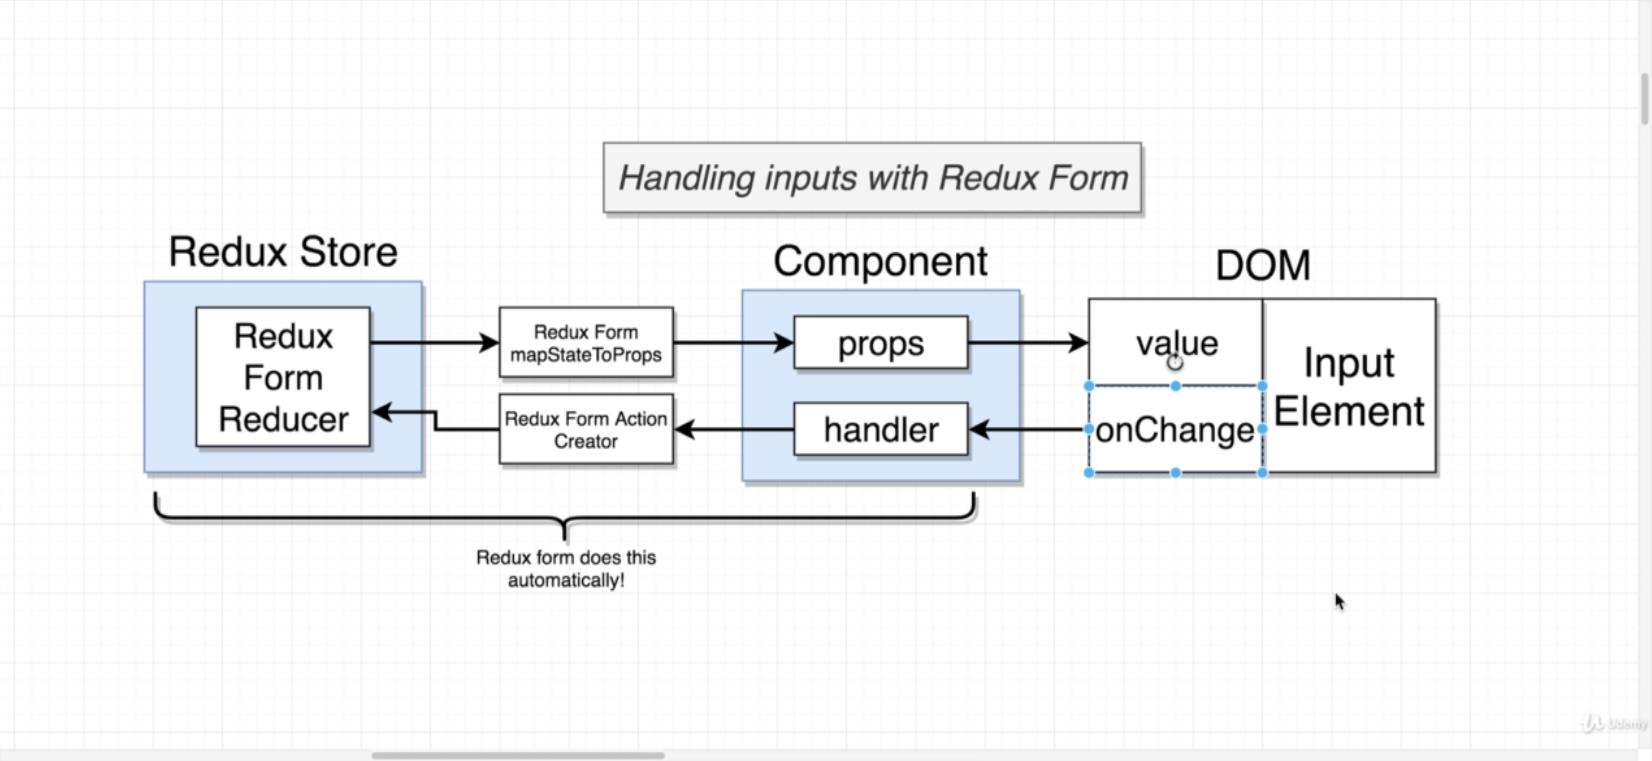 Handling inputs with Redux Form
Redux Store
Component
DOM
Redux
Form
Reducer
Redux Form
mapStateToProps
props
value
Input
Element
Redux Form Action
Creator
handler
onChange
Redux form does this
automatically!
Udemy